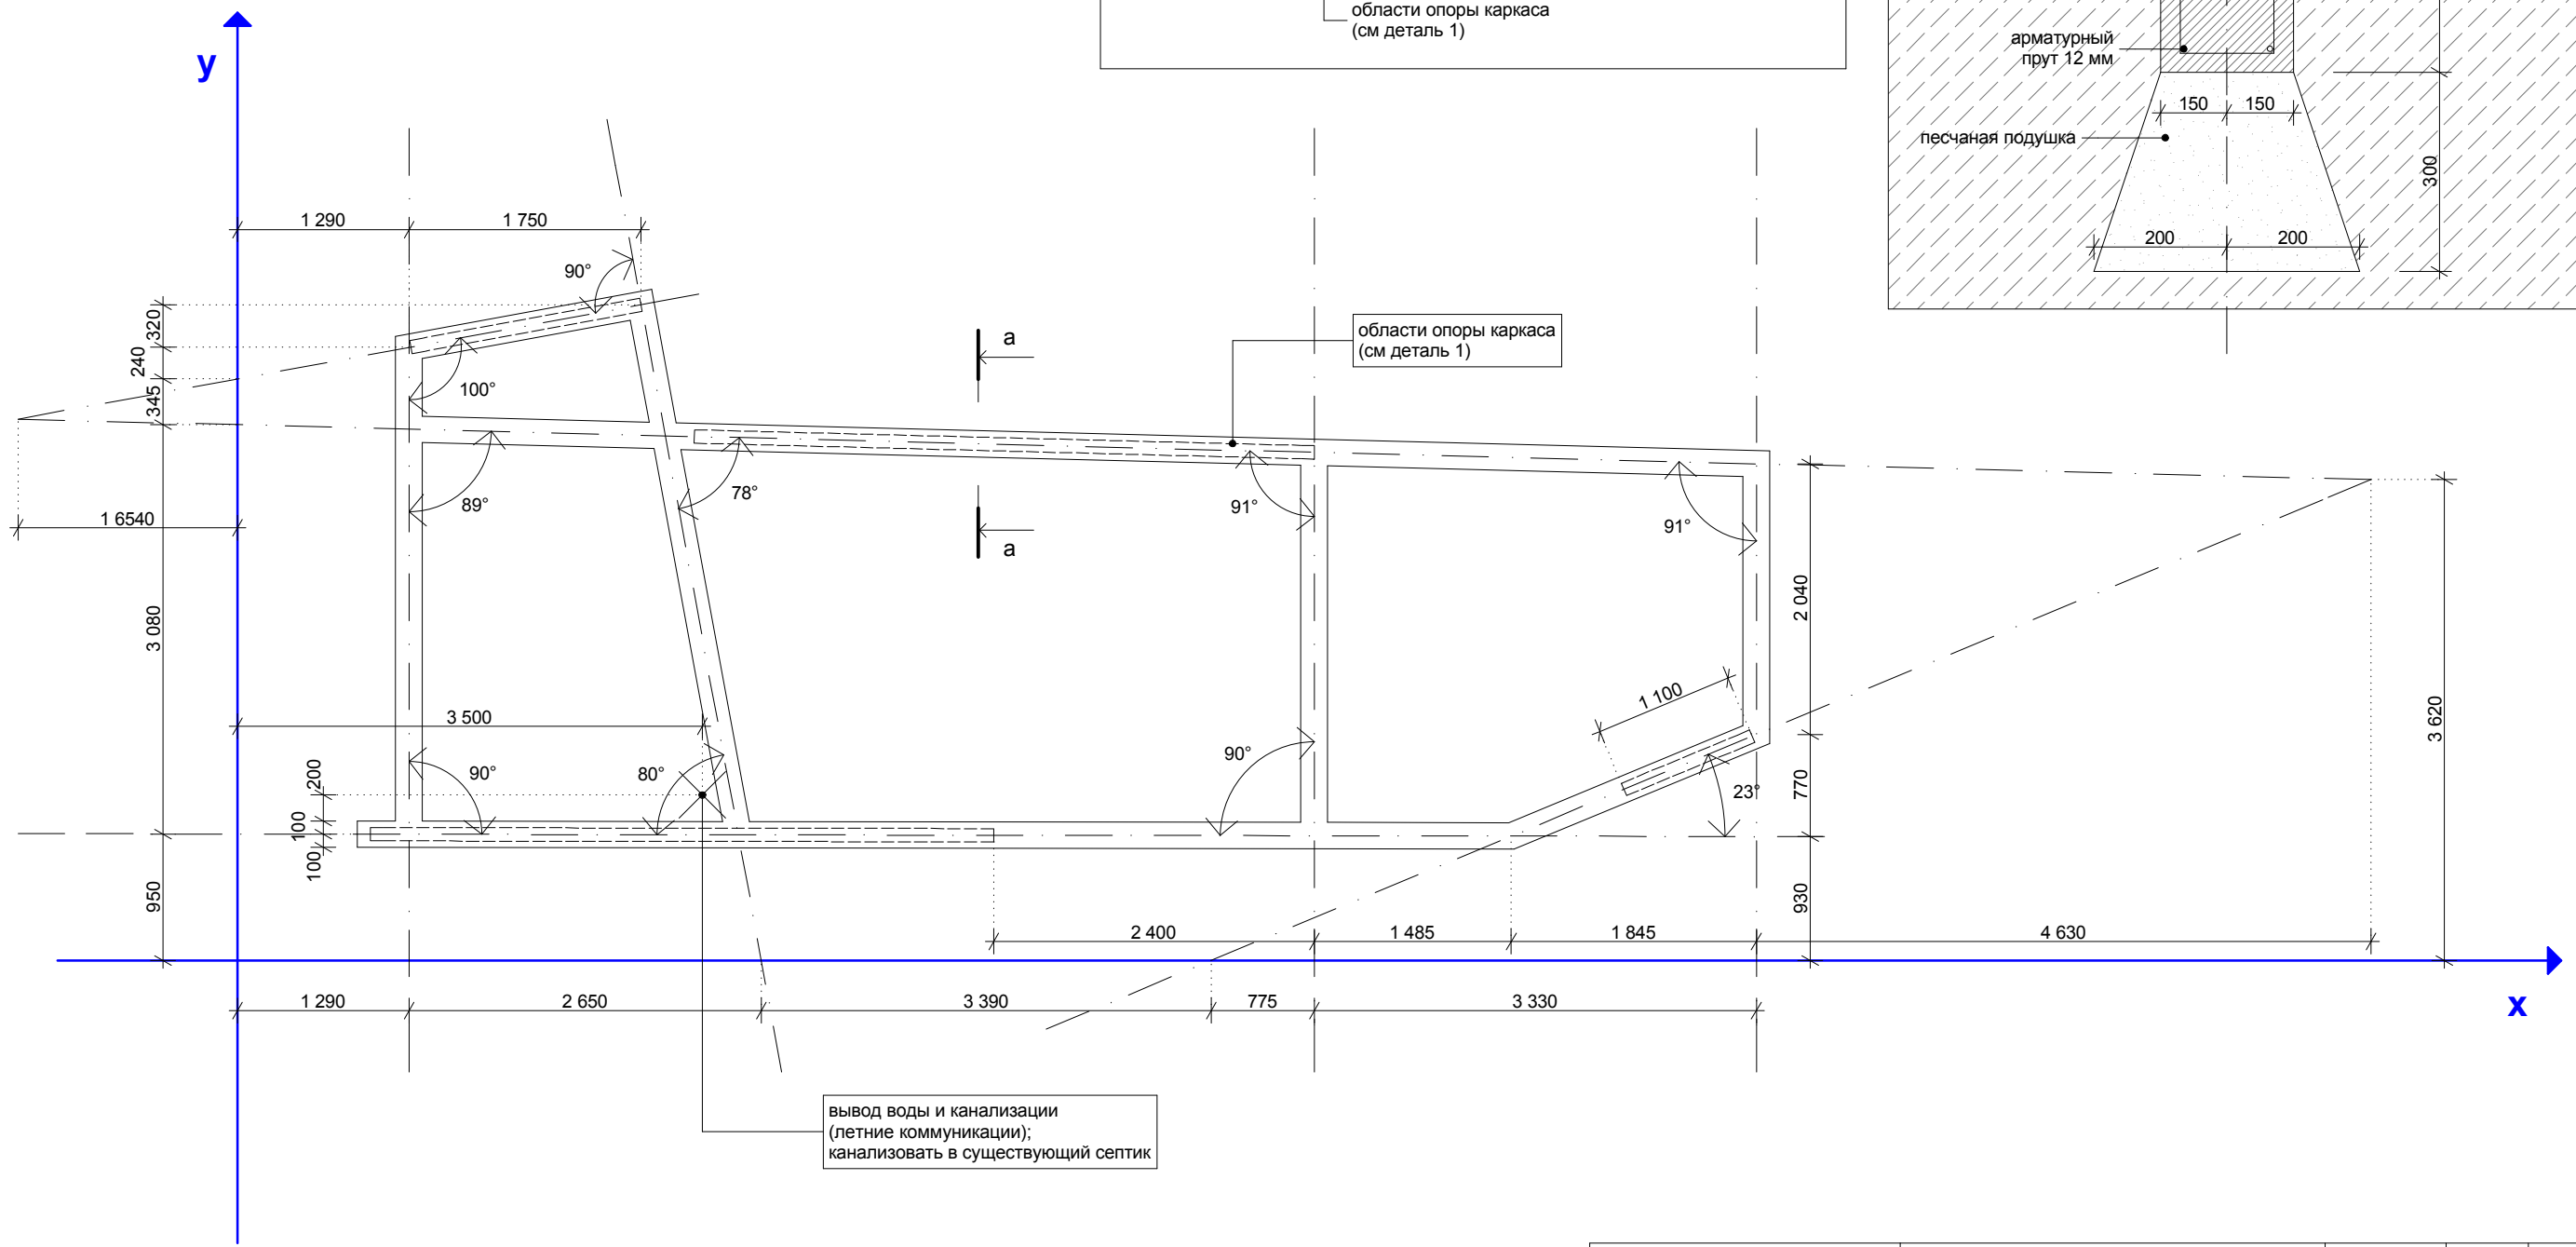 области опоры каркаса
(см деталь 1)
арматурный
прут 12 мм
150
150
песчаная подушка
300
200
200
y
1 290
1 750
90°
320
240
345
100°
a
области опоры каркаса
(см деталь 1)
89°
78°
91°
91°
1 6540
a
3 080
2 040
1 100
3 500
3 620
90°
80°
90°
23°
770
200
100
100
950
930
2 400
1 485
1 845
4 630
1 290
2 650
3 390
775
3 330
x
вывод воды и канализации
(летние коммуникации);
канализовать в существующий септик